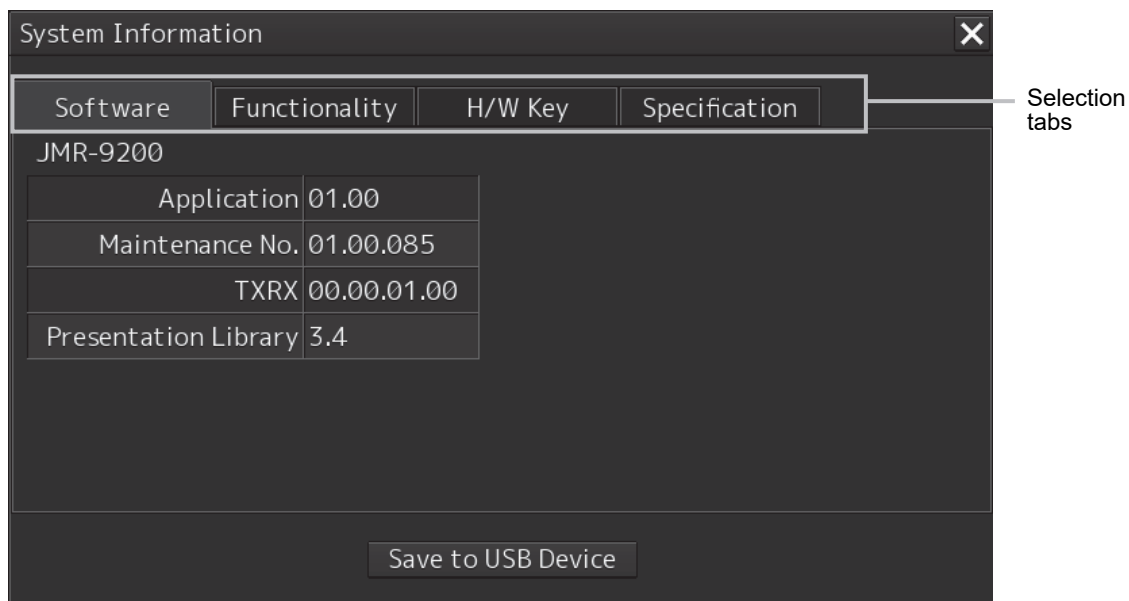 System Information
Software Functionality H/W Key Specification
Selection
tabs
JMR-9200
Application 01.00
Maintenance No. 01.00.085
TXRX 00.00.01.00
Presentation Library 3.4
Save to USB Device